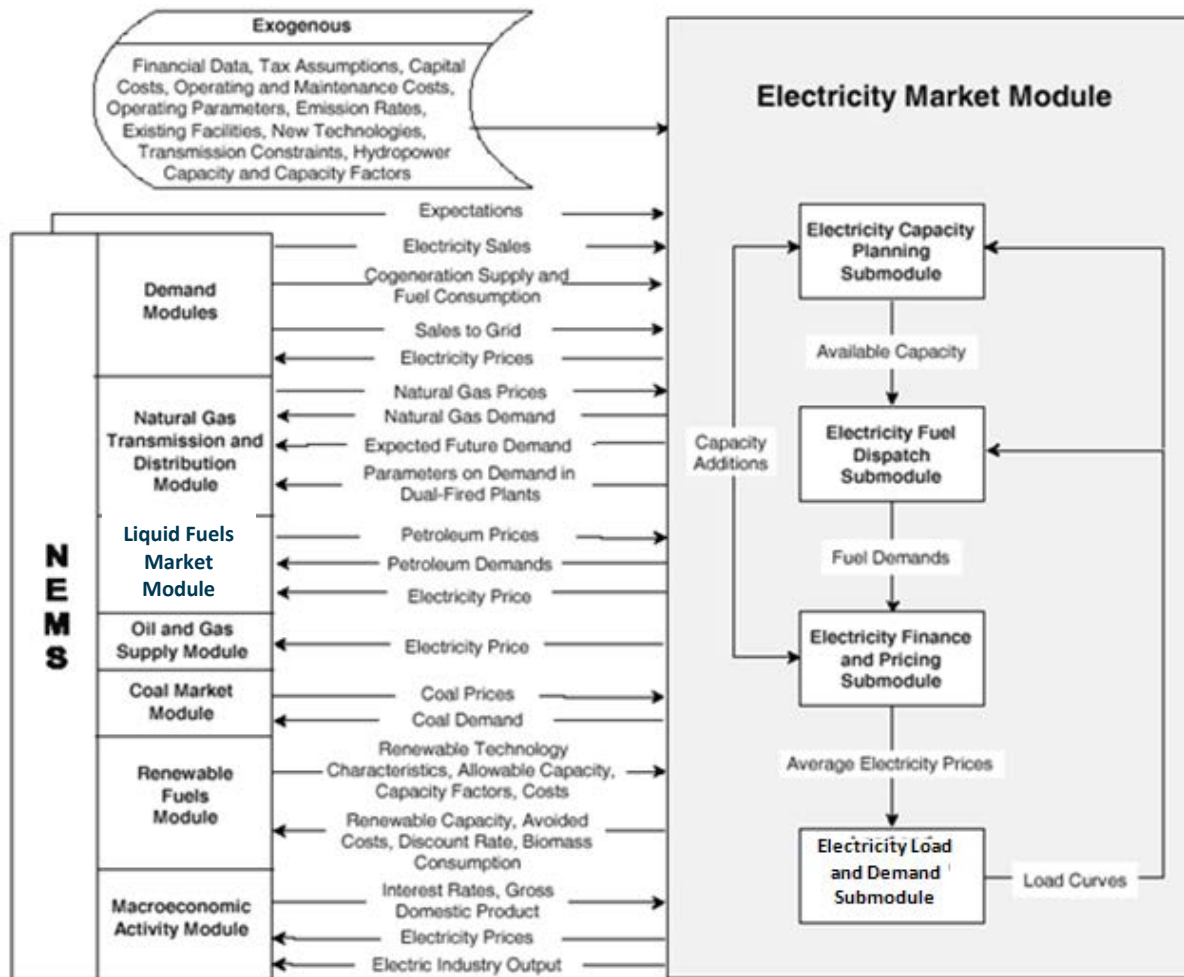 Exogenous
Financial Data, Tax Assumptions, Capital
Costs, Operating and Maintenance Costs,
Operating Parameters, Emission Rates,
Existing Facilities, New Technologies,
Transmission Constraints, Hydropower
Capacity and Capacity Factors
Electricity Market Module
NEMS
Expectations
Demand
Modules
Electricity Sales
Cogeneration Supply and
Fuel Consumption
Sales to Grid
Electricity Prices
Natural Gas
Transmission and
Distribution
Module
Natural Gas Prices
Natural Gas Demand
Expected Future Demand
Parameters on Demand in
Dual-Fired Plants
Liquid Fuels
Market
Module
Petroleum Prices
Petroleum Demands
Electricity Price
Oil and Gas
Supply Module
Electricity Price
Coal Market
Module
Coal Prices
Coal Demand
Renewable
Fuels
Module
Renewable Technology
Characteristics, Allowable Capacity,
Capacity Factors, Costs
Renewable Capacity, Avoided
Costs, Discount Rate, Biomass
Consumption
Macroeconomic
Activity Module
Interest Rates, Gross
Domestic Product
Electricity Prices
Electric Industry Output
Electricity Capacity
Planning
Submodule
Available Capacity
Electricity Fuel
Dispatch
Submodule
Capacity
Additions
Fuel Demands
Electricity Finance
and Pricing
Submodule
Average Electricity Prices
Electricity Load
and Demand
Submodule
Load Curves